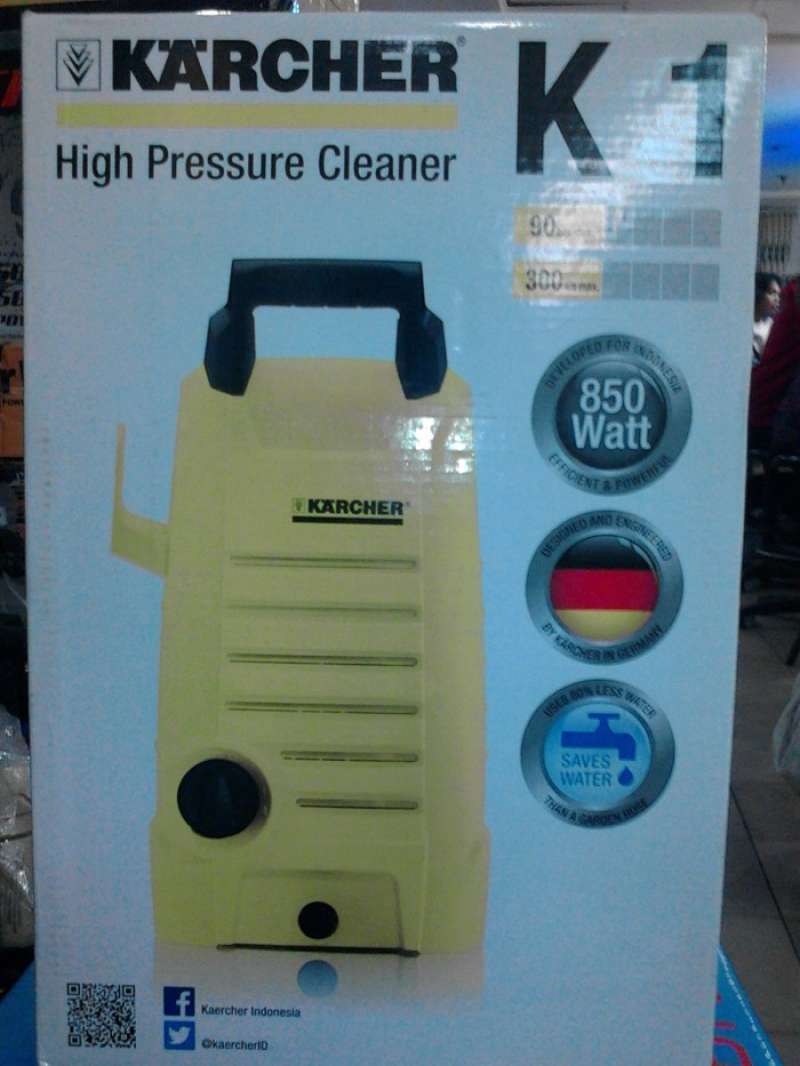 KÄRCHER®
K 1
High Pressure Cleaner
90
300
DEVELOPED FOR INDONESIA
850
Watt
EFFICIENT & POWERFUL
KÄRCHER®
DESIGNED AND ENGINEERED
BY KÄRCHER IN GERMANY
LESS WATER
SAVES
WATER
THAN A GARDEN HOSE
Kaercher Indonesia
@kaercherID